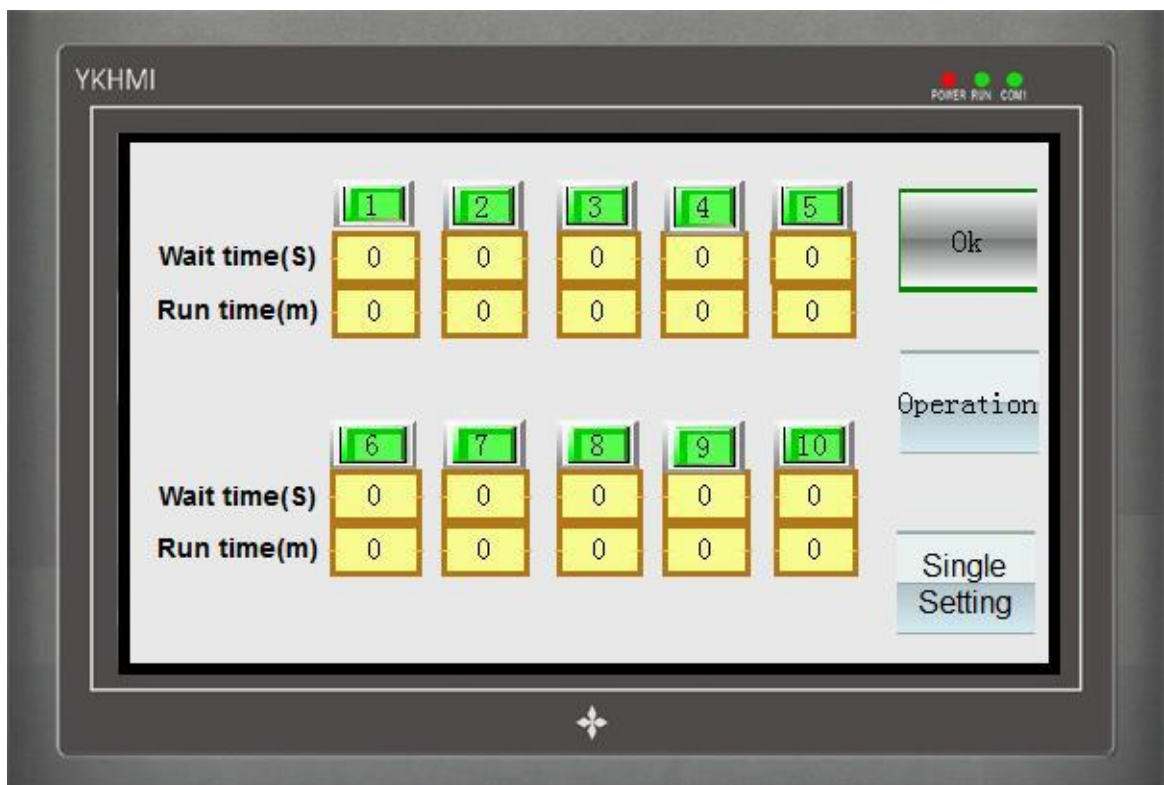 YKHMI
POWER RUN COM1
1 2 3 4 5
Wait time(S) 0 0 0 0 0
Run time(m) 0 0 0 0 0
6 7 8 9 10
Wait time(S) 0 0 0 0 0
Run time(m) 0 0 0 0 0
Ok
Operation
Single
Setting